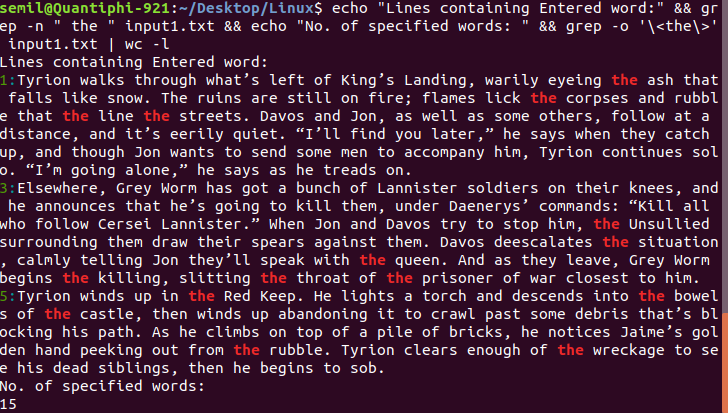 semil@Quantiphi-921:~/Desktop/Linux$ echo "Lines containing Entered word:" && gr
ep -n " the " input1.txt && echo "No. of specified words: " && grep -o '\<the\>'
 input1.txt | wc -l
Lines containing Entered word:
1:Tyrion walks through what’s left of King’s Landing, warily eyeing the ash that
 falls like snow. The ruins are still on fire; flames lick the corpses and rubbl
e that the line the streets. Davos and Jon, as well as some others, follow at a
distance, and it’s eerily quiet. “I’ll find you later,” he says when they catch
up, and though Jon wants to send some men to accompany him, Tyrion continues sol
o. “I’m going alone,” he says as he treads on.
3:Elsewhere, Grey Worm has got a bunch of Lannister soldiers on their knees, and
 he announces that he’s going to kill them, under Daenerys’ commands: “Kill all
who follow Cersei Lannister.” When Jon and Davos try to stop him, the Unsullied
surrounding them draw their spears against them. Davos deescalates the situation
, calmly telling Jon they’ll speak with the queen. And as they leave, Grey Worm
begins the killing, slitting the throat of the prisoner of war closest to him.
5:Tyrion winds up in the Red Keep. He lights a torch and descends into the bowel
s of the castle, then winds up abandoning it to crawl past some debris that’s bl
ocking his path. As he climbs on top of a pile of bricks, he notices Jaime’s gol
den hand peeking out from the rubble. Tyrion clears enough of the wreckage to se
e his dead siblings, then he begins to sob.
No. of specified words:
15